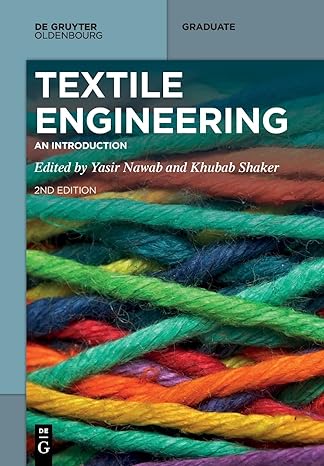 DE GRUYTER
OLDENBOURG
GRADUATE
TEXTILE
ENGINEERING
AN INTRODUCTION
Edited by Yasir Nawab and Khubab Shaker
2ND EDITION
DE
G